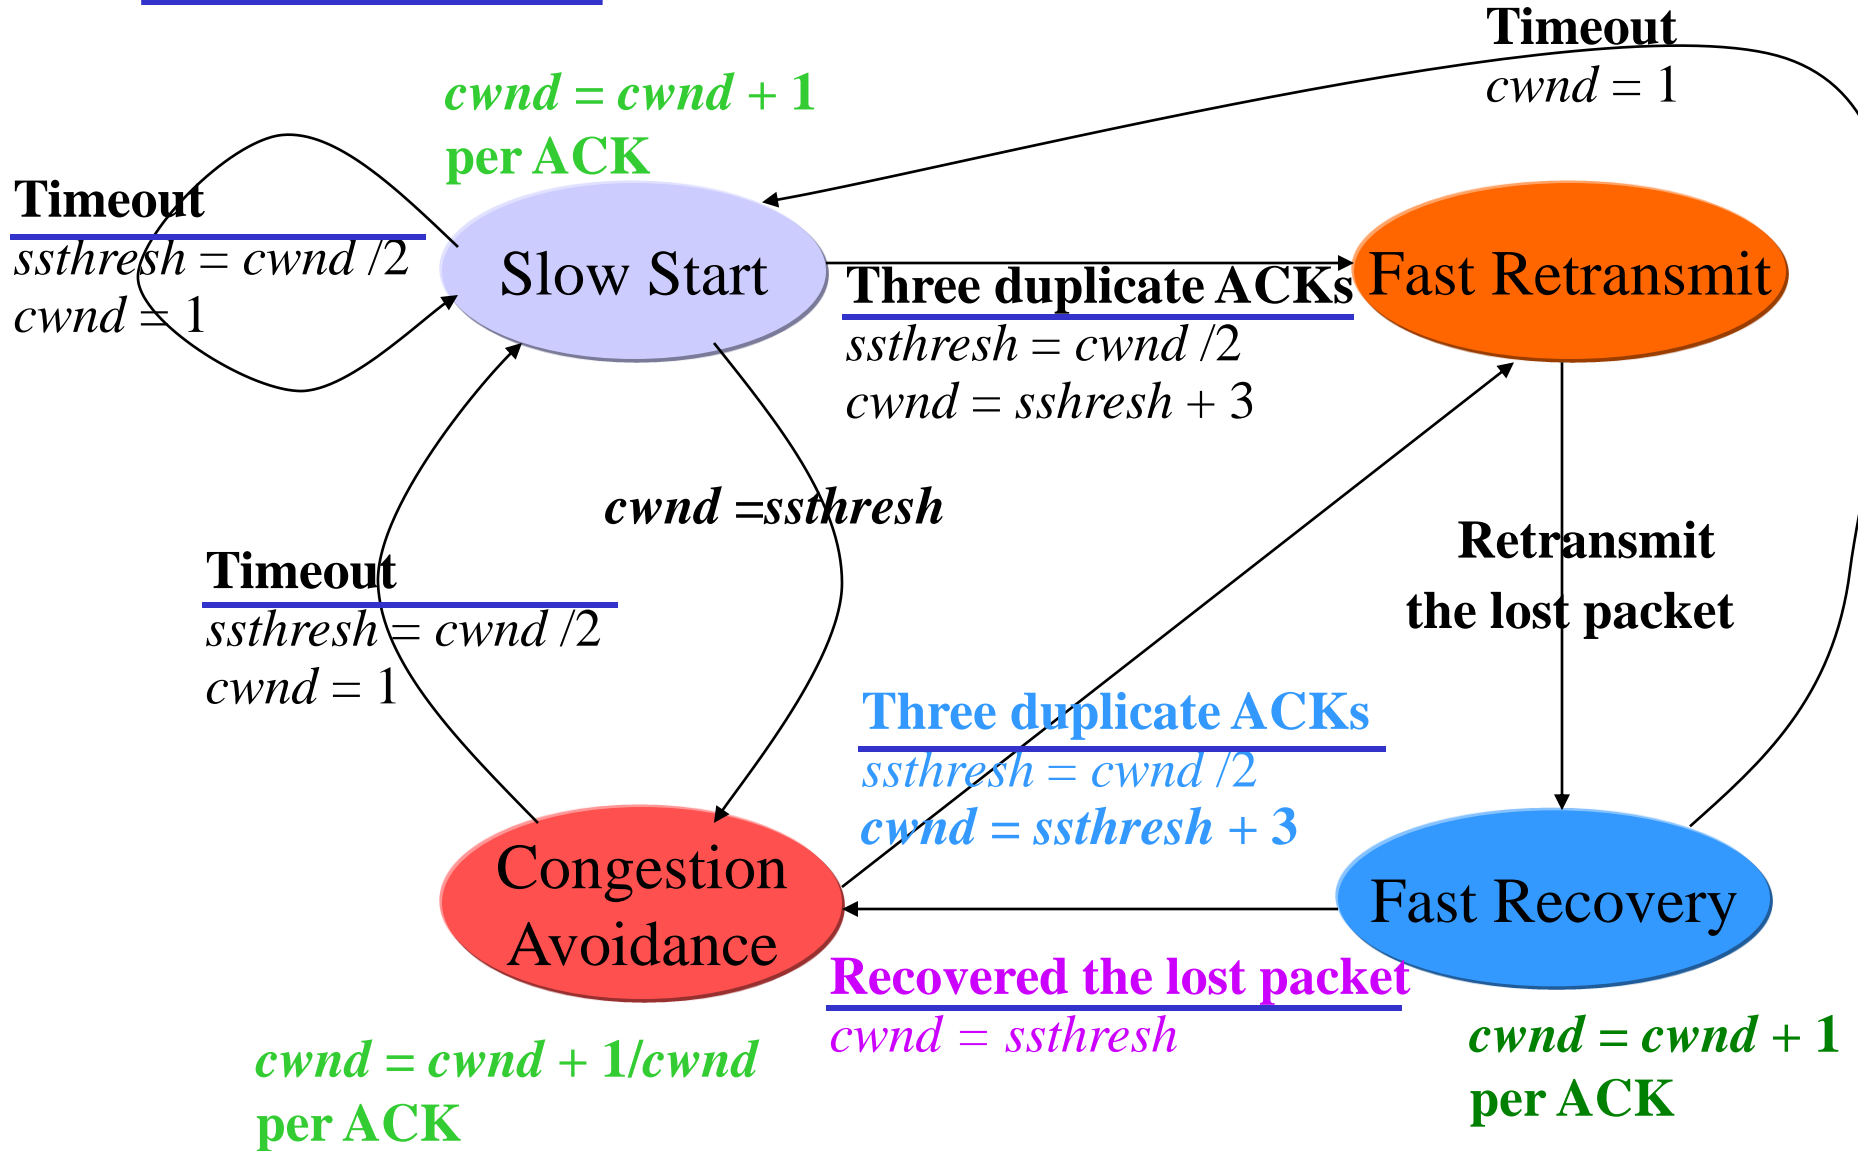 Timeout
cwnd = 1
cwnd = cwnd + 1
per ACK
Timeout
ssthresh = cwnd /2
cwnd = 1
Slow Start
Three duplicate ACKs
ssthresh = cwnd /2
cwnd = sshresh + 3
Fast Retransmit
cwnd =ssthresh
Retransmit
the lost packet
Timeout
ssthresh = cwnd /2
cwnd = 1
Three duplicate ACKs
ssthresh = cwnd /2
cwnd = ssthresh + 3
Congestion
Avoidance
Fast Recovery
Recovered the lost packet
cwnd = ssthresh
cwnd = cwnd + 1/cwnd
per ACK
cwnd = cwnd + 1
per ACK